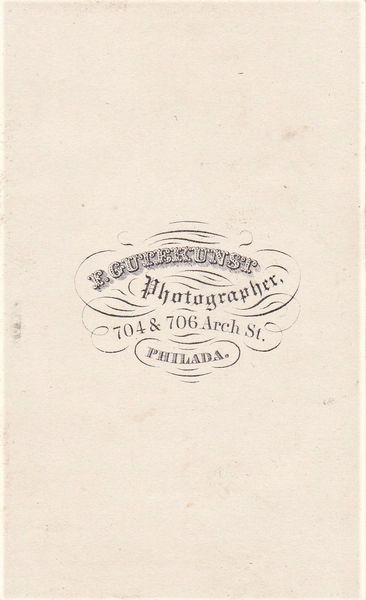 F. GUTEKUNST
Photographer,
704 & 706 Arch St.
PHILADA.